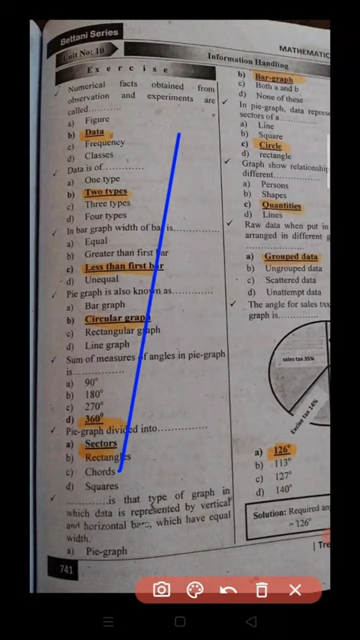 Bettani Series
Unit No: 10
Exercise
Numerical facts obtained from
observation and experiments are
called............
a) Figure
b) Data
c) Frequency
d) Classes
Data is of............
a) One type
b) Two types
c) Three types
d) Four types
In bar graph width of bar is............
a) Equal
b) Greater than first bar
c) Less than first bar
d) Unequal
Pie graph is also known as............
a) Bar graph
b) Circular graph
c) Rectangular graph
d) Line graph
Sum of measures of angles in pie-graph
is............
a) 90°
b) 180°
c) 270°
d) 360°
Pie-graph divided into............
a) Sectors
b) Rectangles
c) Chords
d) Squares
............is that type of graph in
which data is represented by vertical
and horizontal bars, which have equal
width.
a) Pie-graph
741
MATHEMATIC
Information Handling
b) Bar-graph
c) Both a and b
d) None of these
In pie-graph data repres
sectors of a............
a) Line
b) Square
c) Circle
d) rectangle
Graph show relationship
different............
a) Persons
b) Shapes
c) Quantities
d) Lines
Raw data when put in
arranged in different g
a) Grouped data
b) Ungrouped data
c) Scattered data
d) Unattempt data
The angle for sales tax
graph is............
sales tax 35%
Excise tax 14%
a) 126°
b) 113°
c) 127°
d) 140°
Solution: Required an
= 126°
| Tre